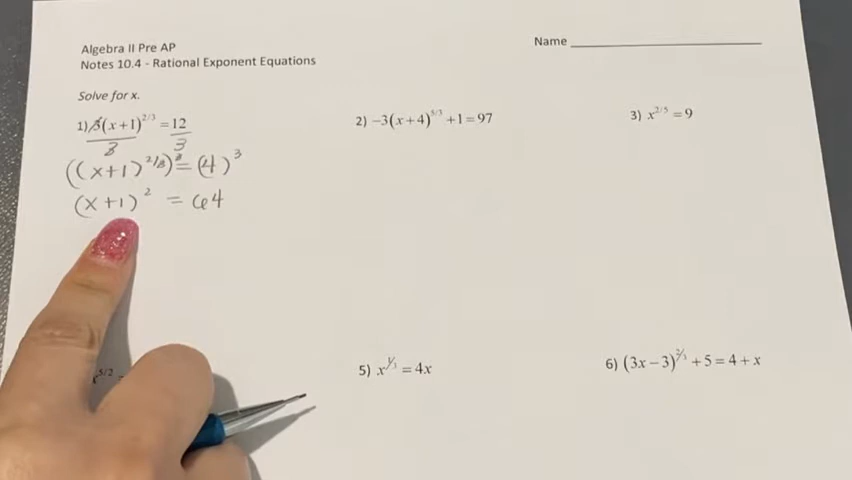 Algebra II Pre AP
Name
Notes 10.4 - Rational Exponent Equations
Solve for x.
1) 3(x+1)^{2/3} = 12
3 3
((x+1)^{2/3})^3 = (4)^3
(x+1)^2 = 64
2) −3(x+4)^{5/3} +1 = 97
3) x^{2/5} = 9
5) x^{1/3} = 4x
6) (3x−3)^{2/3} +5 = 4+x